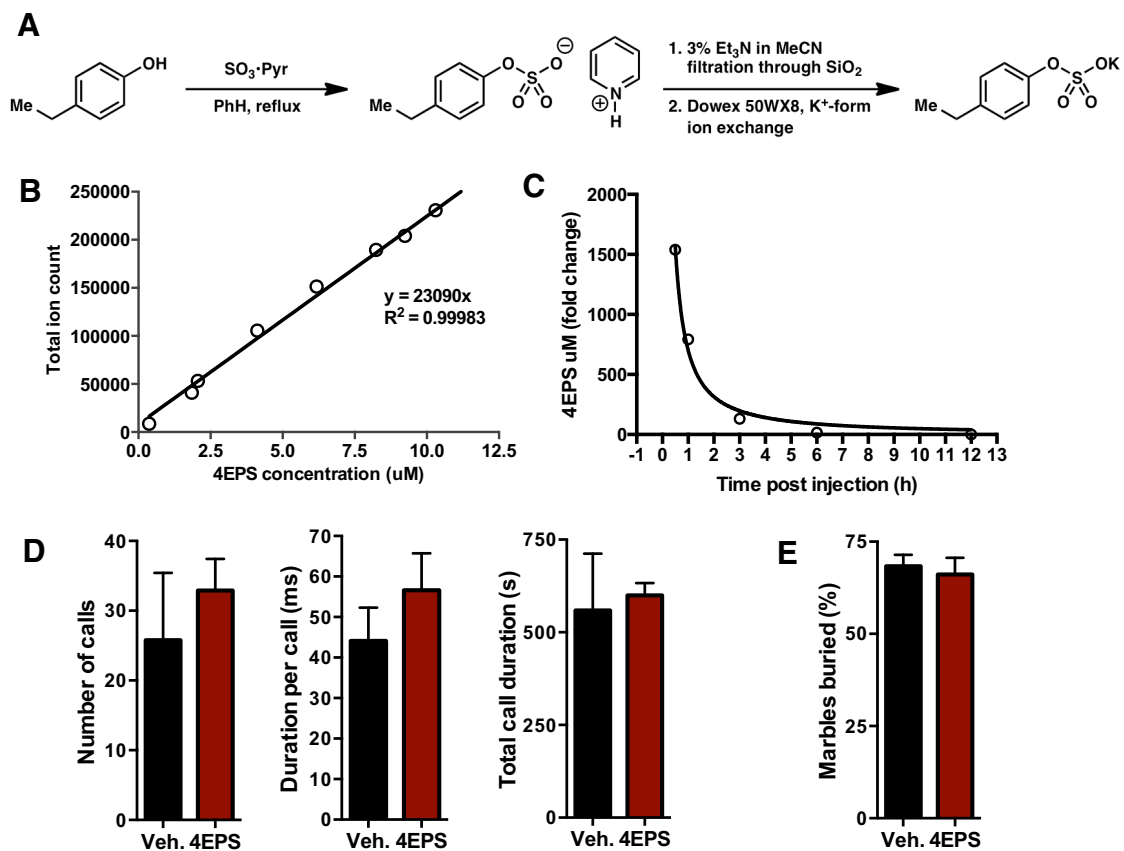 A
OH
Me
SO₃·Pyr
PhH, reflux
Me
O
S
O
⊖
O
O
N
⊕
H
1. 3% Et₃N in MeCN
filtration through SiO₂
2. Dowex 50WX8, K⁺-form
ion exchange
Me
O
S
OK
O
O
B
Total ion count
250000
200000
150000
100000
50000
0
0.0
2.5
5.0
7.5
10.0
12.5
y = 23090x
R² = 0.99983
4EPS concentration (uM)
C
4EPS uM (fold change)
2000
1500
1000
500
0
-1 0 1 2 3 4 5 6 7 8 9 10 11 12 13
Time post injection (h)
D
Number of calls
40
30
20
10
0
Veh. 4EPS
Duration per call (ms)
70
60
50
40
30
20
10
0
Veh. 4EPS
Total call duration (s)
750
500
250
0
Veh. 4EPS
E
Marbles buried (%)
75
50
25
0
Veh. 4EPS